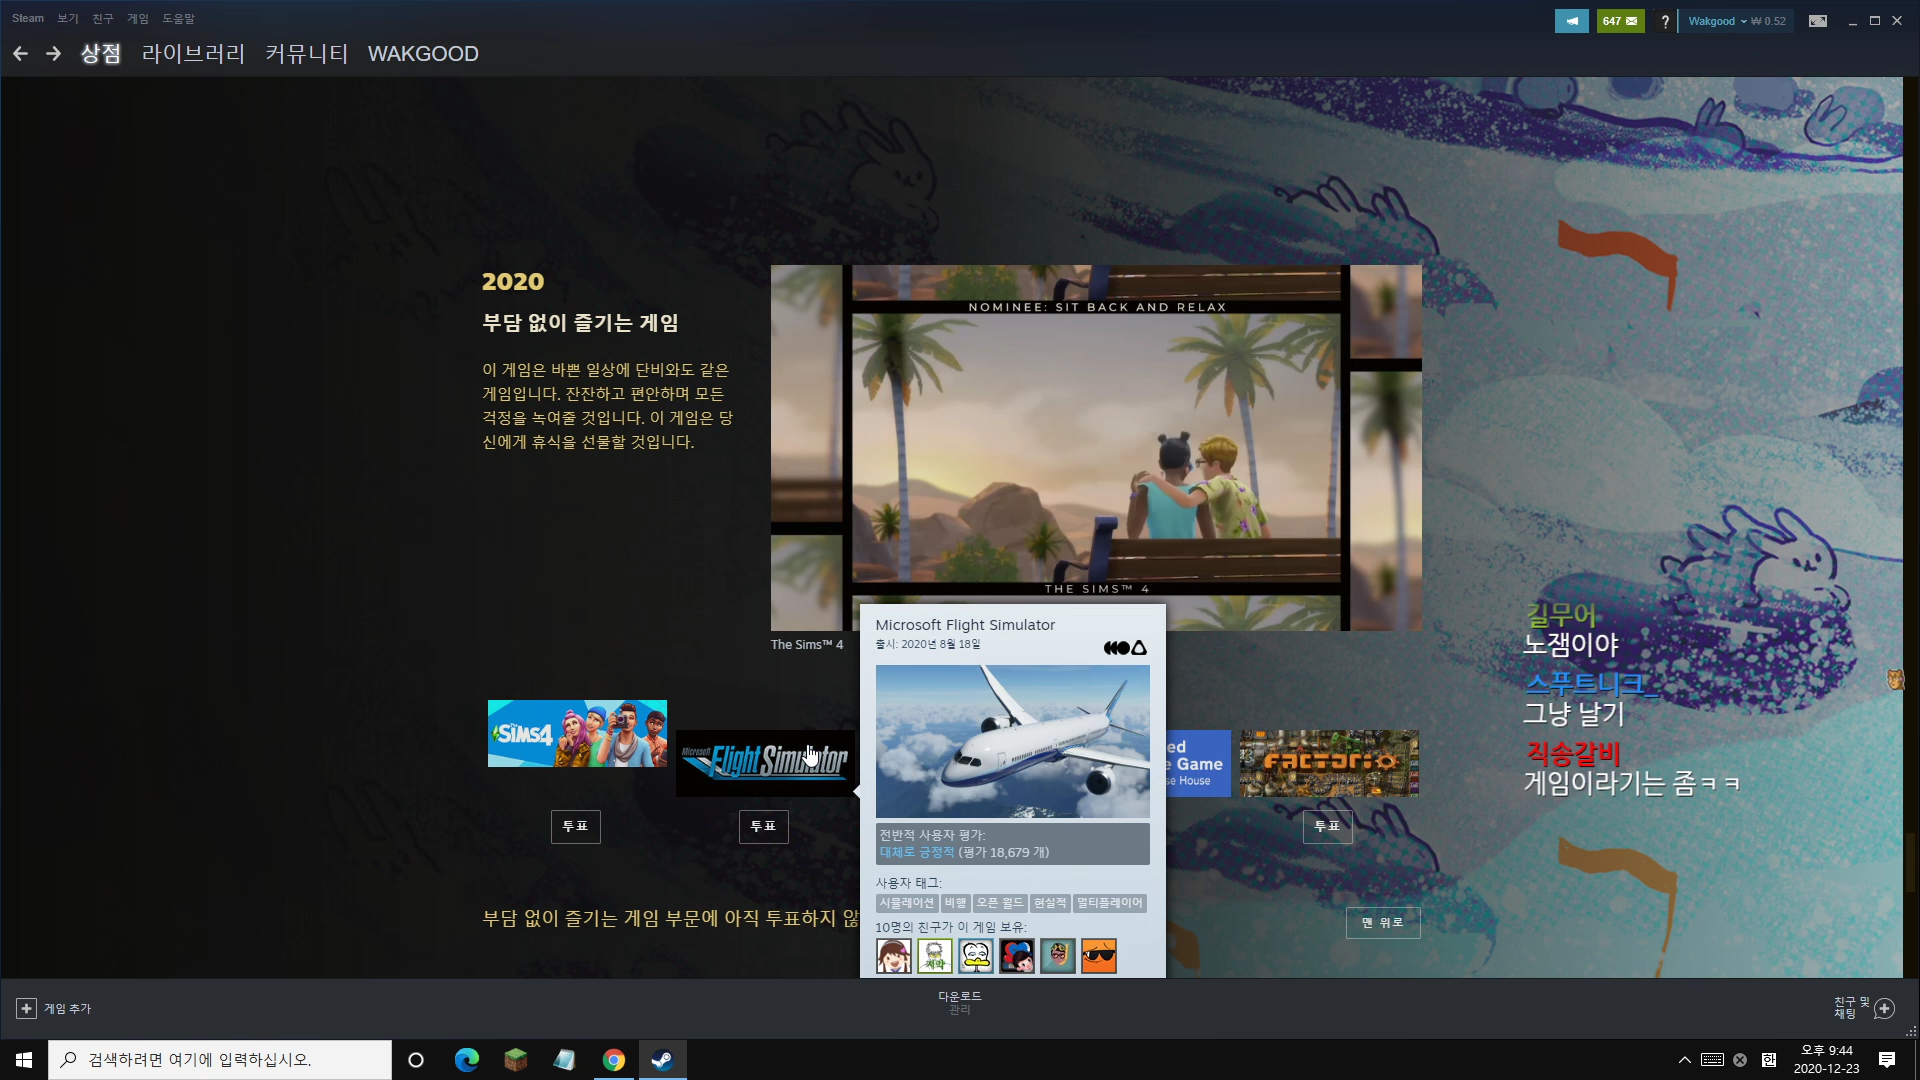 Steam 보기 친구 게임 도움말
647
?
Wakgood ₩ 0.52
상점 라이브러리 커뮤니티 WAKGOOD
2020
부담 없이 즐기는 게임
이 게임은 바쁜 일상에 단비와도 같은
게임입니다. 잔잔하고 편안하며 모든
걱정을 녹여줄 것입니다. 이 게임은 당
신에게 휴식을 선물할 것입니다.
NOMINEE: SIT BACK AND RELAX
THE SIMS™ 4
The Sims™ 4
Microsoft Flight Simulator
출시: 2020년 8월 18일
The SIMS4
Microsoft Flight Simulator
ed
e Game
se House
FACTORIO
전반적 사용자 평가:
대체로 긍정적 (평가 18,679 개)
사용자 태그:
시뮬레이션 비행 오픈 월드 현실적 멀티플레이어
10명의 친구가 이 게임 보유:
투표
투표
투표
부담 없이 즐기는 게임 부문에 아직 투표하지 않
맨 위로
길무어
노잼이야
스푸트니크_
그냥 날기
직송갈비
게임이라기는 좀ㅋㅋ
게임 추가
다운로드
관리
친구 및
채팅
검색하려면 여기에 입력하십시오.
한
오후 9:44
2020-12-23